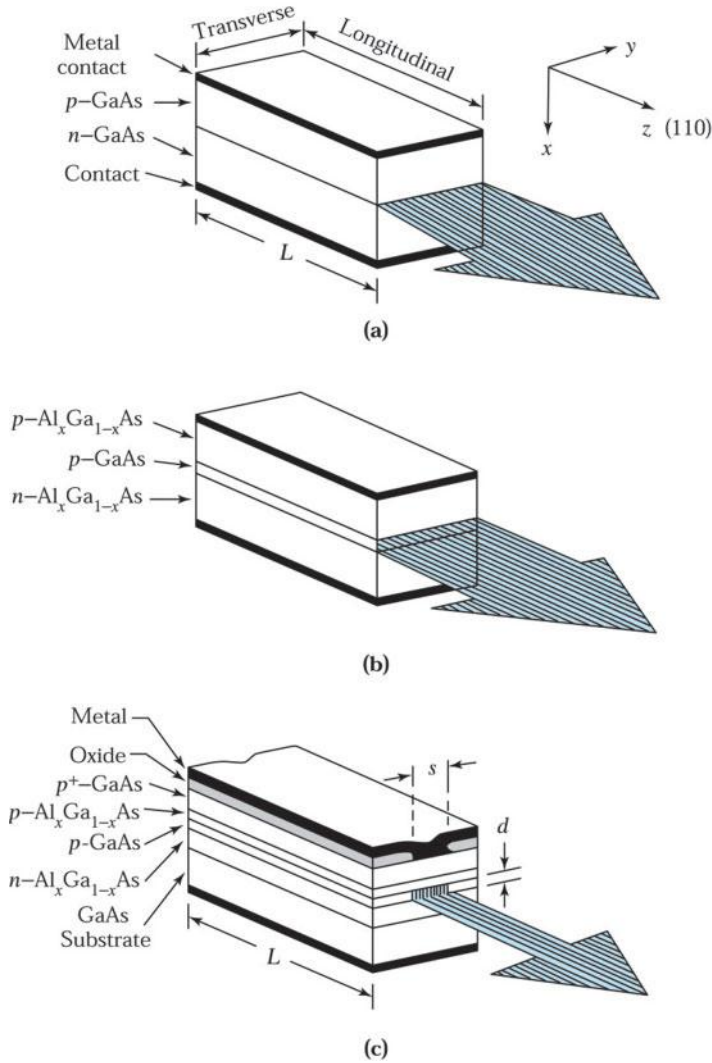 Transverse
Longitudinal
Metal
contact
p–GaAs
n–GaAs
Contact
y
z (110)
x
L
(a)
p–AlₓGa₁₋ₓAs
p–GaAs
n–AlₓGa₁₋ₓAs
(b)
Metal
Oxide
p⁺–GaAs
p–AlₓGa₁₋ₓAs
p-GaAs
n–AlₓGa₁₋ₓAs
GaAs
Substrate
s
d
L
(c)